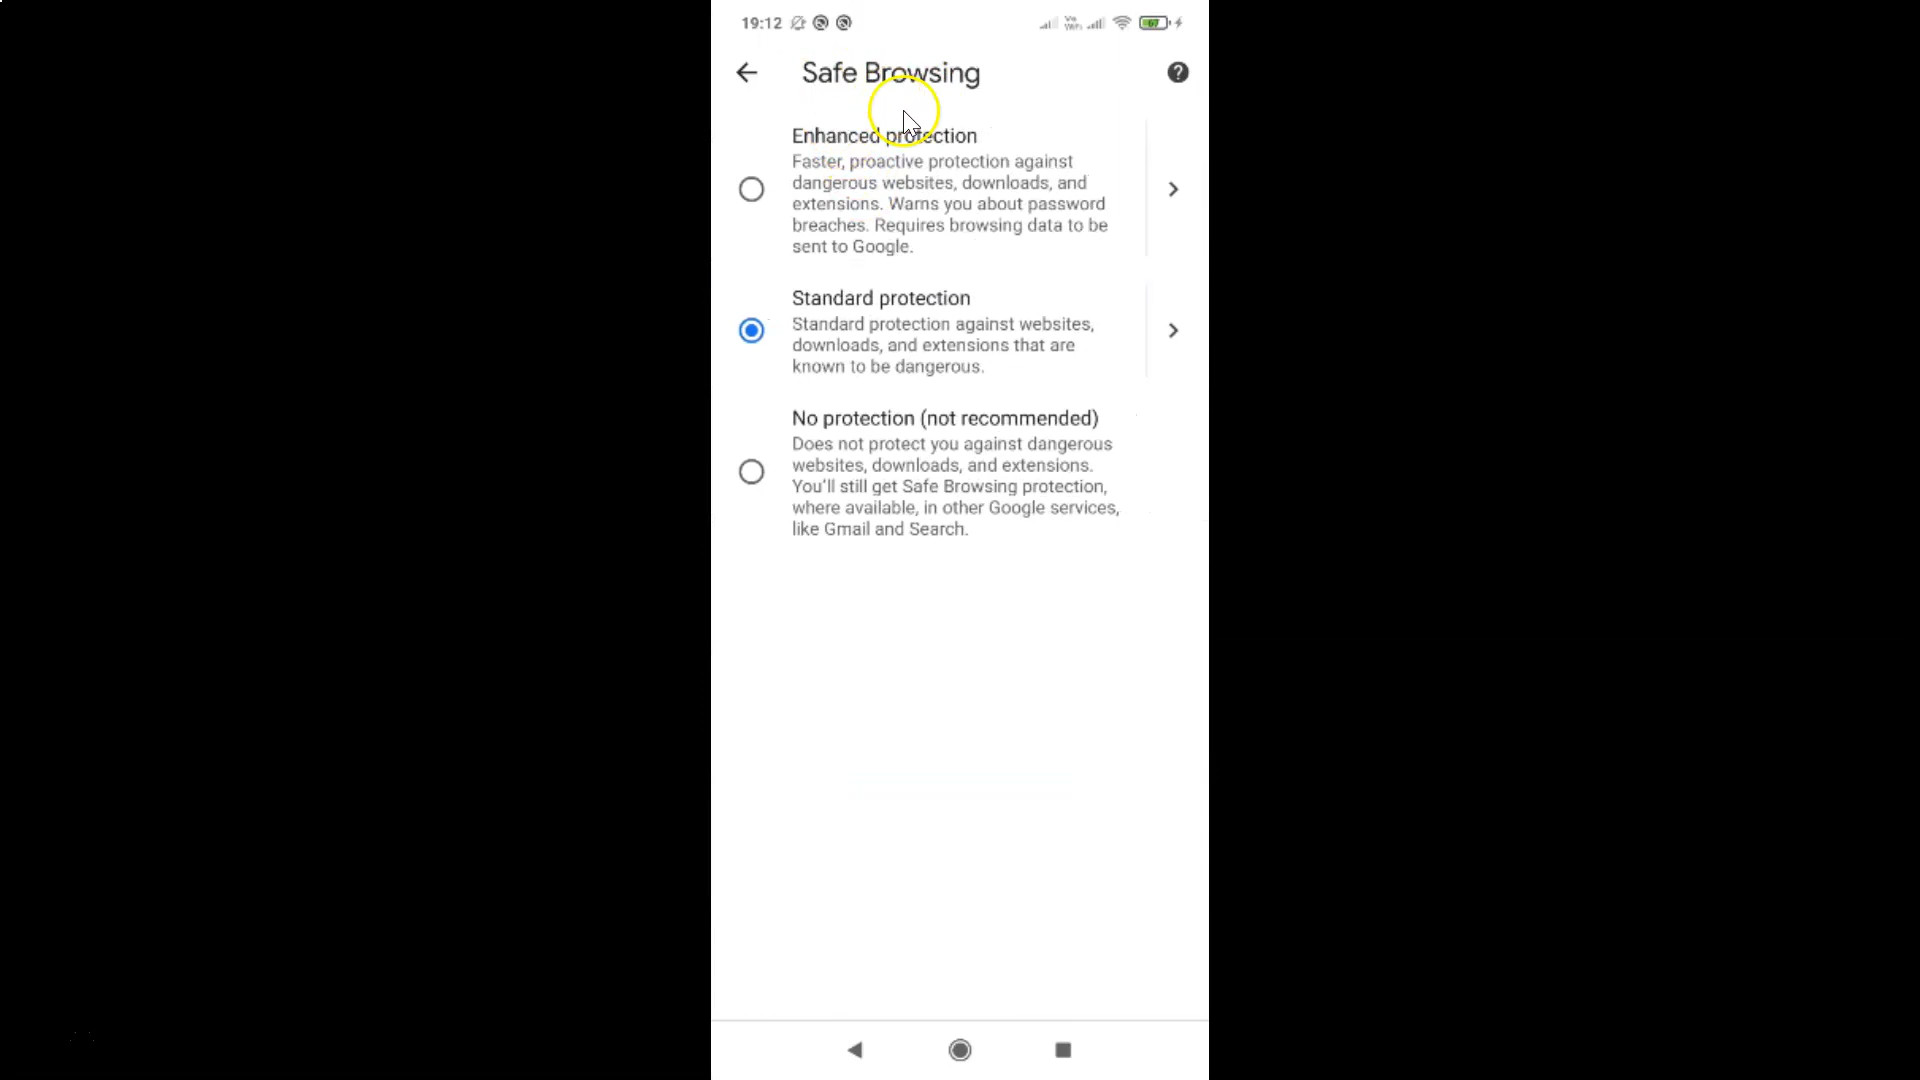 19:12
67
Safe Browsing
Enhanced protection
Faster, proactive protection against
dangerous websites, downloads, and
extensions. Warns you about password
breaches. Requires browsing data to be
sent to Google.
Standard protection
Standard protection against websites,
downloads, and extensions that are
known to be dangerous.
No protection (not recommended)
Does not protect you against dangerous
websites, downloads, and extensions.
You'll still get Safe Browsing protection,
where available, in other Google services,
like Gmail and Search.